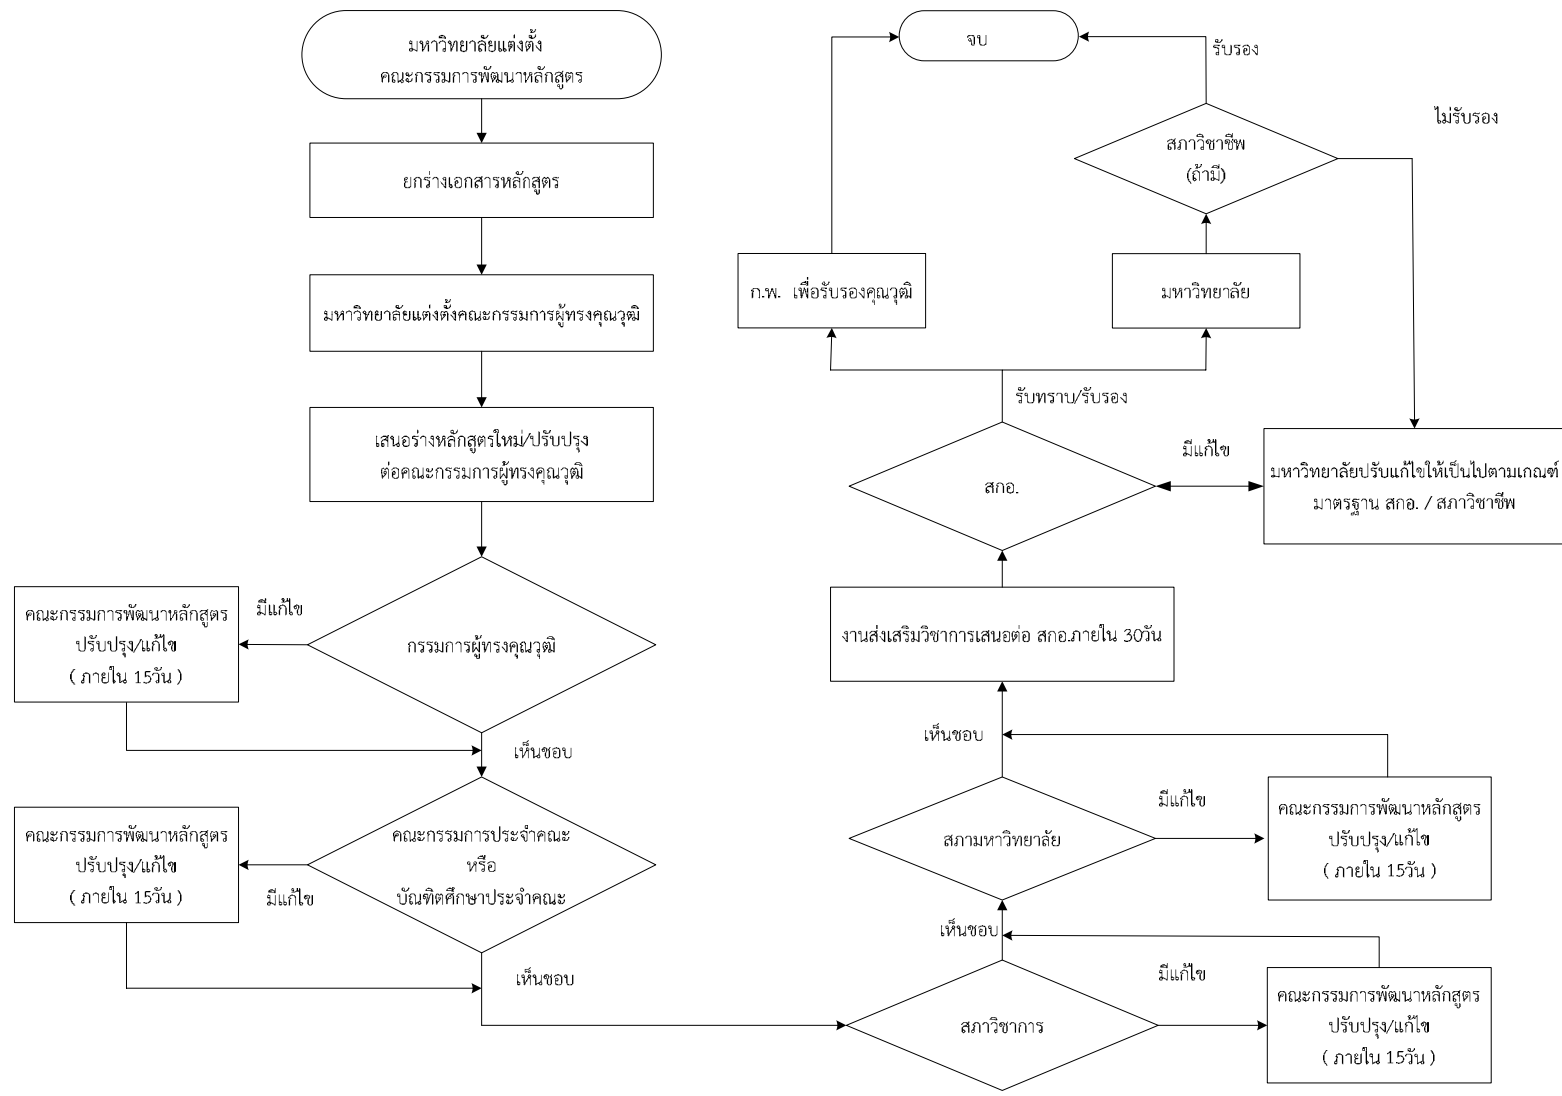 มหาวิทยาลัยแต่งตั้ง
คณะกรรมการพัฒนาหลักสูตร
ยกร่างเอกสารหลักสูตร
มหาวิทยาลัยแต่งตั้งคณะกรรมการผู้ทรงคุณวุฒิ
เสนอร่างหลักสูตรใหม่/ปรับปรุง
ต่อคณะกรรมการผู้ทรงคุณวุฒิ
กรรมการผู้ทรงคุณวุฒิ
มีแก้ไข
คณะกรรมการพัฒนาหลักสูตร
ปรับปรุง/แก้ไข
( ภายใน 15วัน )
เห็นชอบ
คณะกรรมการประจำคณะ
หรือ
บัณฑิตศึกษาประจำคณะ
มีแก้ไข
คณะกรรมการพัฒนาหลักสูตร
ปรับปรุง/แก้ไข
( ภายใน 15วัน )
เห็นชอบ
สภาวิชาการ
มีแก้ไข
คณะกรรมการพัฒนาหลักสูตร
ปรับปรุง/แก้ไข
( ภายใน 15วัน )
เห็นชอบ
สภามหาวิทยาลัย
มีแก้ไข
คณะกรรมการพัฒนาหลักสูตร
ปรับปรุง/แก้ไข
( ภายใน 15วัน )
เห็นชอบ
งานส่งเสริมวิชาการเสนอต่อ สกอ.ภายใน 30วัน
สกอ.
มีแก้ไข
มหาวิทยาลัยปรับแก้ไขให้เป็นไปตามเกณฑ์
มาตรฐาน สกอ. / สภาวิชาชีพ
รับทราบ/รับรอง
ก.พ. เพื่อรับรองคุณวุฒิ
มหาวิทยาลัย
สภาวิชาชีพ
(ถ้ามี)
ไม่รับรอง
รับรอง
จบ